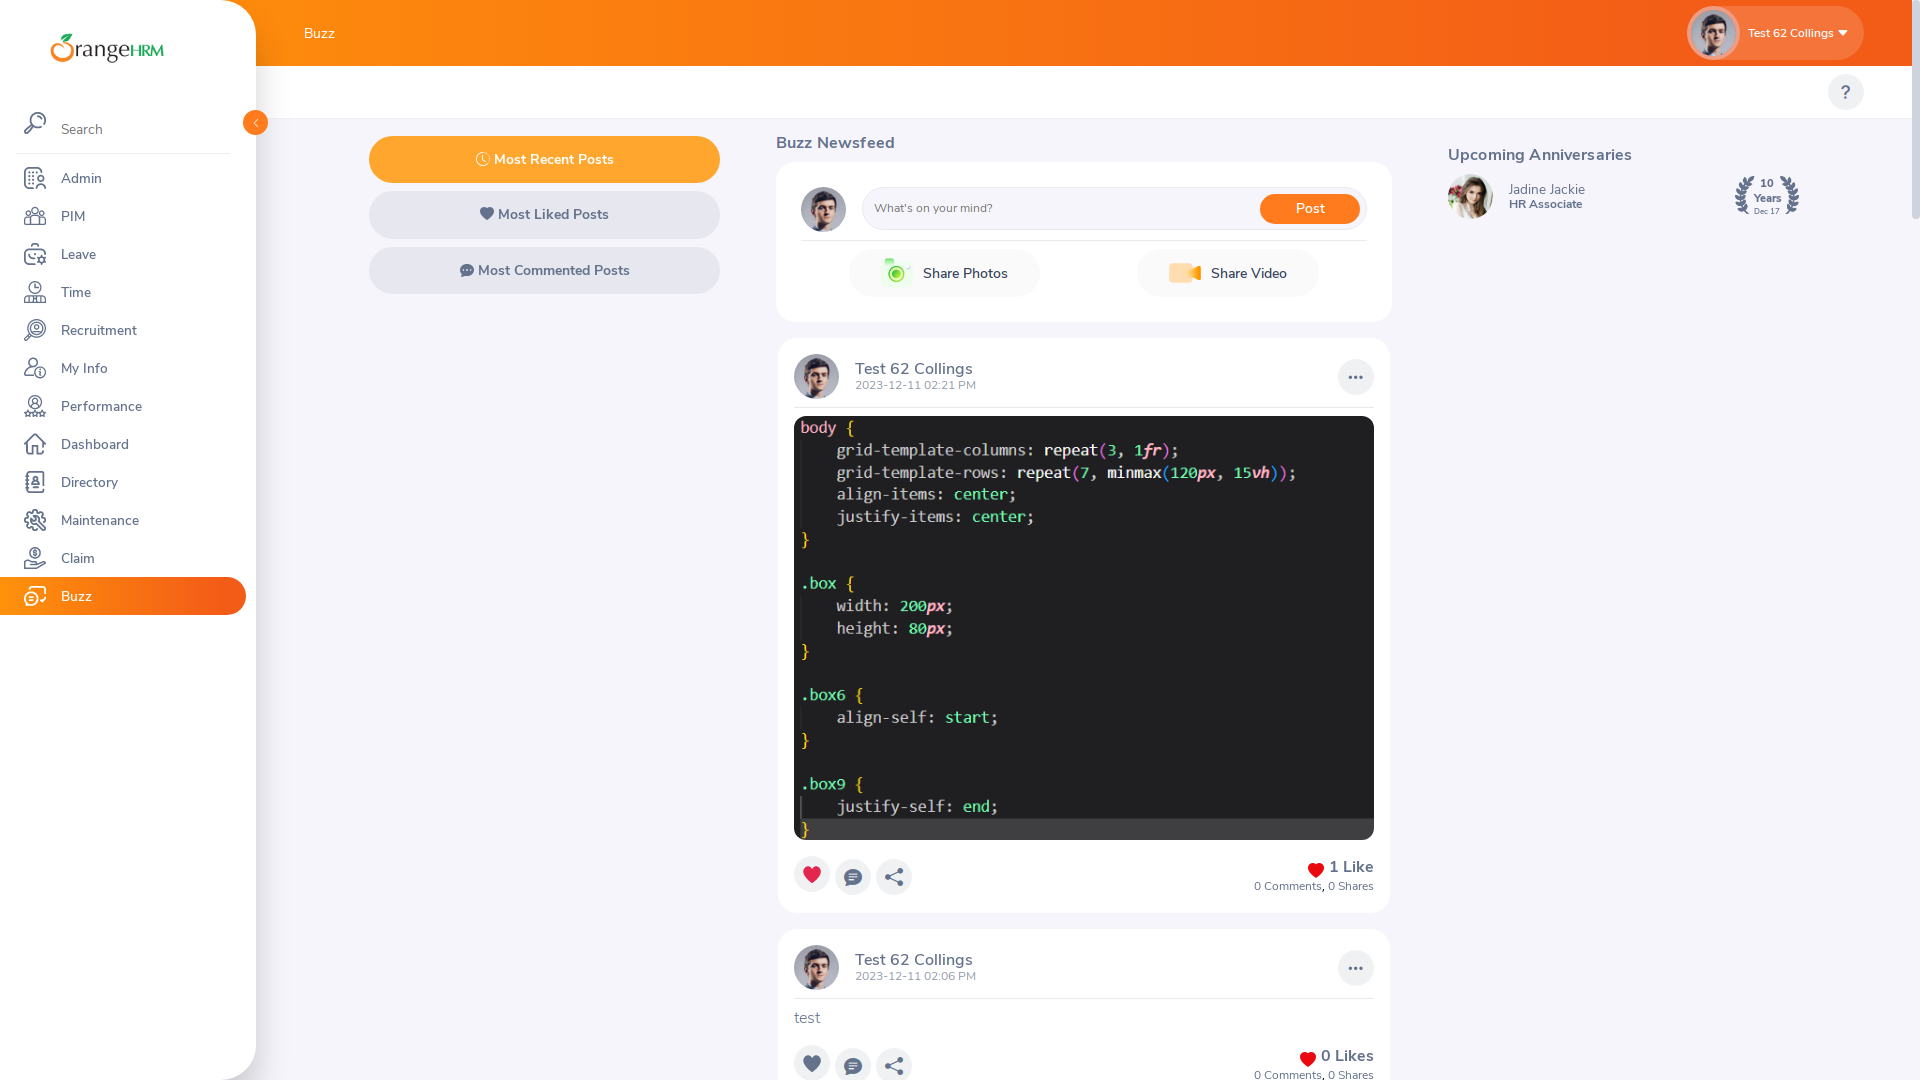 OrangeHRM
Search
Admin
PIM
Leave
Time
Recruitment
My Info
Performance
Dashboard
Directory
Maintenance
Claim
Buzz
Buzz
Test 62 Collings
?
Most Recent Posts
Most Liked Posts
Most Commented Posts
Buzz Newsfeed
What's on your mind?
Post
Share Photos
Share Video
Test 62 Collings
2023-12-11 02:21 PM
body {
    grid-template-columns: repeat(3, 1fr);
    grid-template-rows: repeat(7, minmax(120px, 15vh));
    align-items: center;
    justify-items: center;
}
.box {
    width: 200px;
    height: 80px;
}
.box6 {
    align-self: start;
}
.box9 {
    justify-self: end;
}
1 Like
0 Comments, 0 Shares
Test 62 Collings
2023-12-11 02:06 PM
test
0 Likes
0 Comments, 0 Shares
Upcoming Anniversaries
Jadine Jackie
HR Associate
10
Years
Dec 17